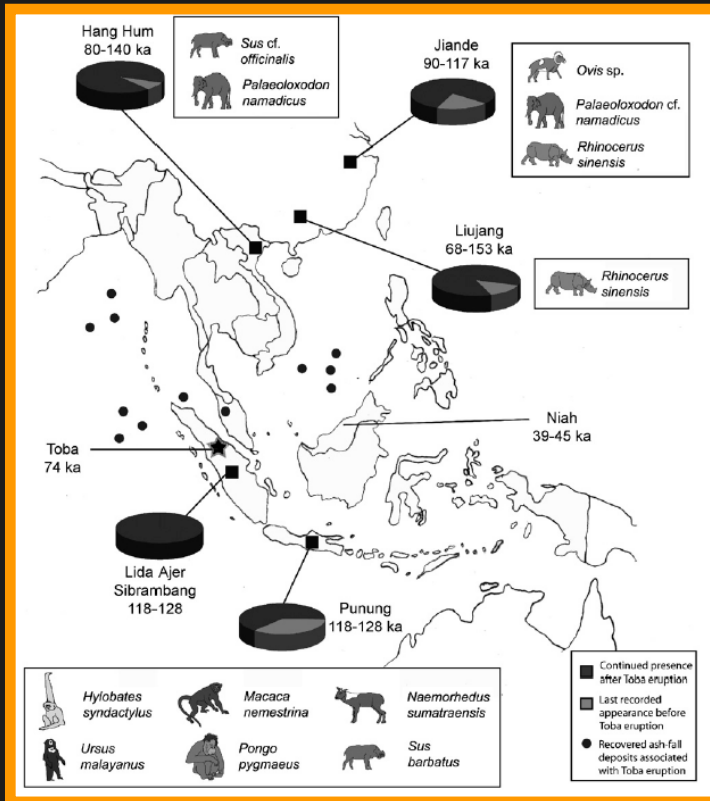 Hang Hum
80-140 ka
Sus cf.
officinalis
Palaeoloxodon
namadicus
Jiande
90-117 ka
Ovis sp.
Palaeoloxodon cf.
namadicus
Rhinocerus
sinensis
Liujang
68-153 ka
Rhinocerus
sinensis
Toba
74 ka
Niah
39-45 ka
Lida Ajer
Sibrambang
118-128
Punung
118-128 ka
Hylobates
syndactylus
Macaca
nemestrina
Naemorhedus
sumatraensis
Ursus
malayanus
Pongo
pygmaeus
Sus
barbatus
Continued presence
after Toba eruption
Last recorded
appearance before
Toba eruption
Recovered ash-fall
deposits associated
with Toba eruption